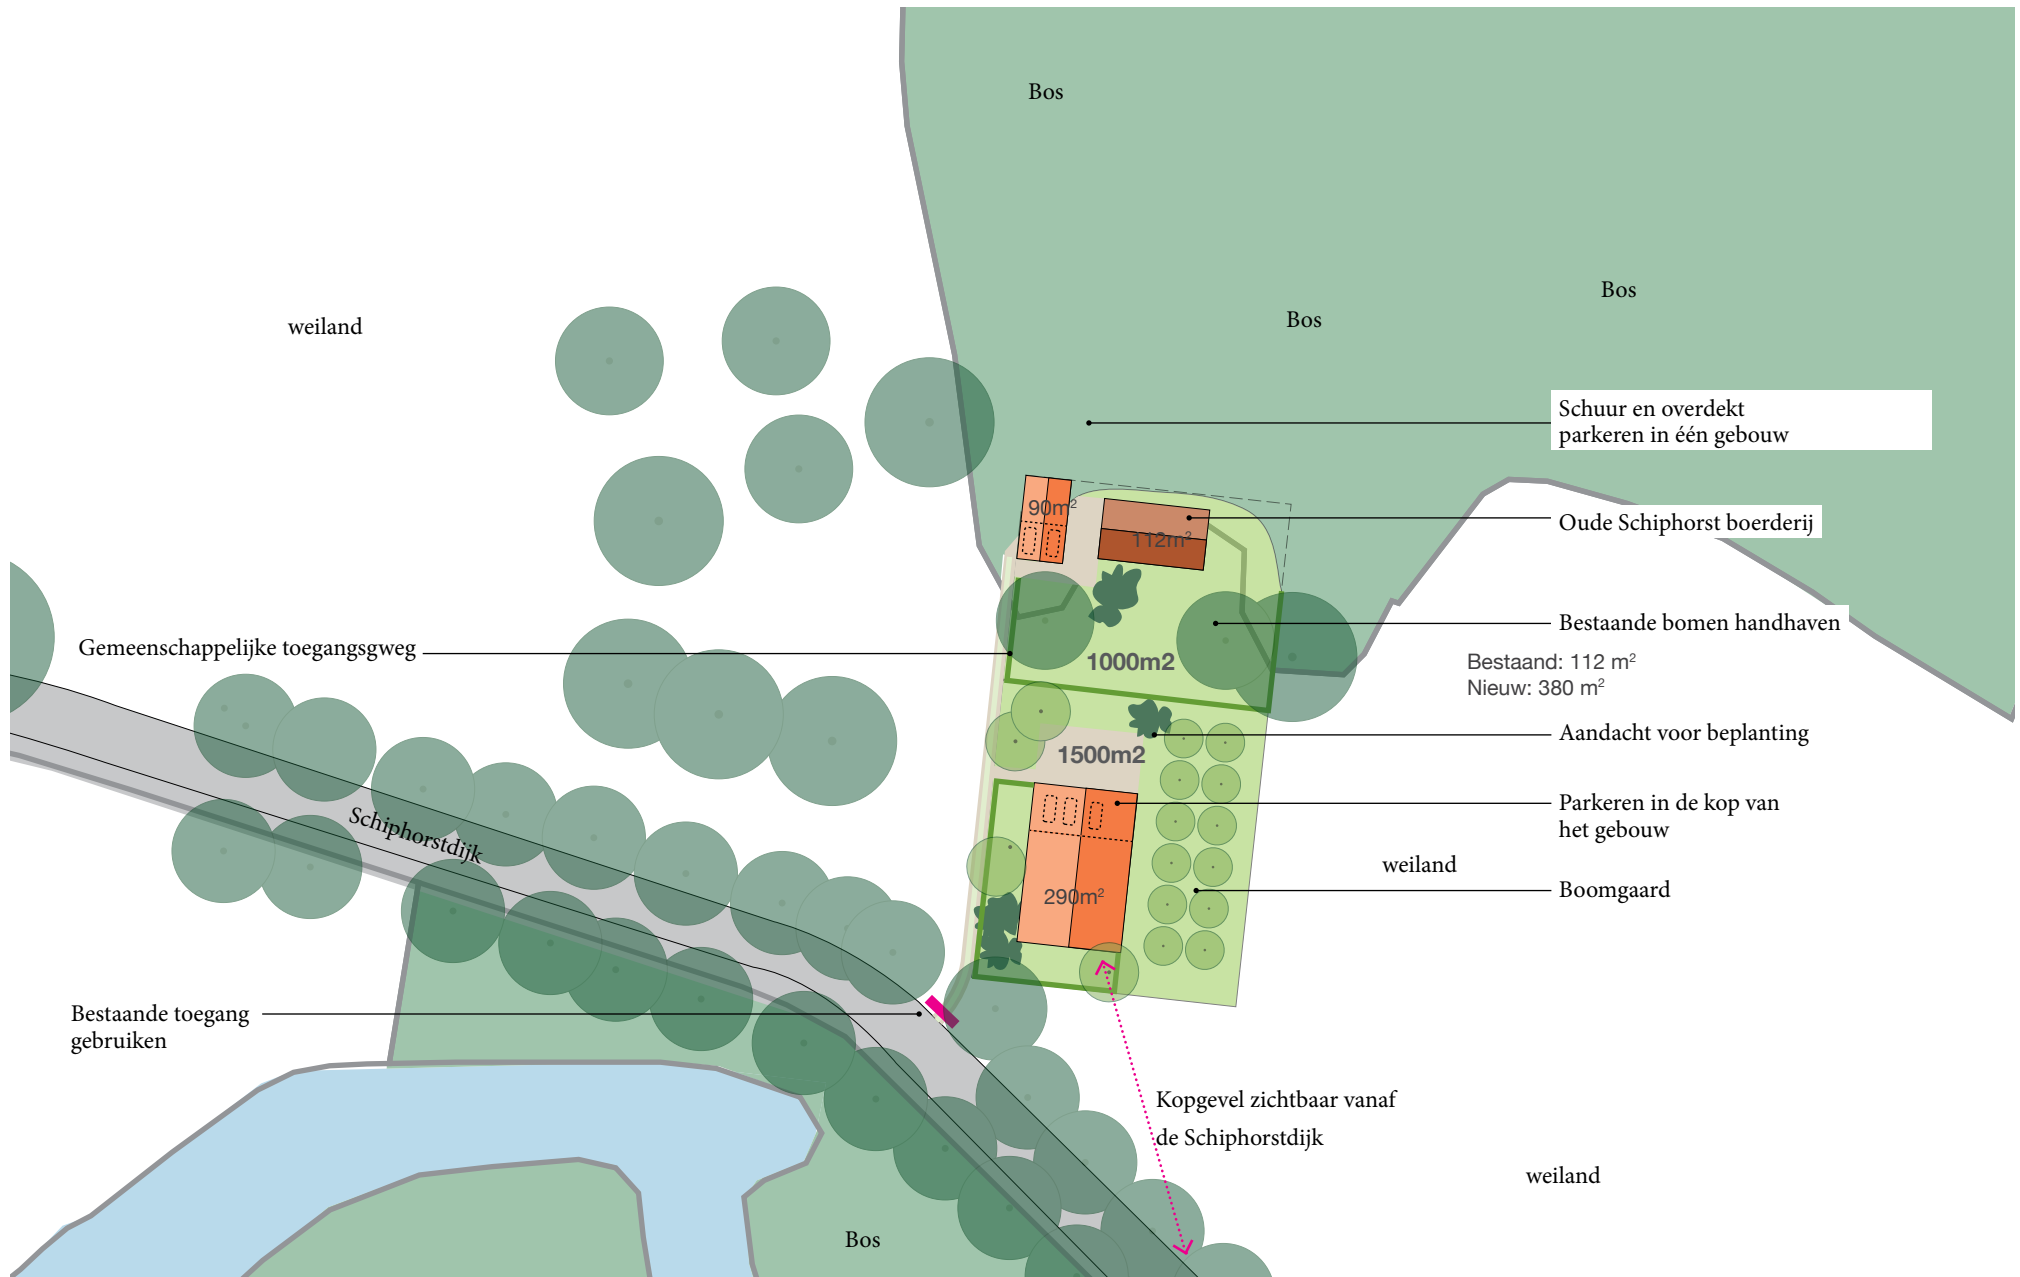 Bos
Bos
Bos
weiland
Schuur en overdekt
parkeren in één gebouw
90m²
112m²
Oude Schiphorst boerderij
Bestaande bomen handhaven
Gemeenschappelijke toegangsgweg
1000m2
Bestaand: 112 m²
Nieuw: 380 m²
Aandacht voor beplanting
1500m2
Parkeren in de kop van
het gebouw
Schiphorstdijk
weiland
290m²
Boomgaard
Bestaande toegang
gebruiken
Kopgevel zichtbaar vanaf
de Schiphorstdijk
weiland
Bos